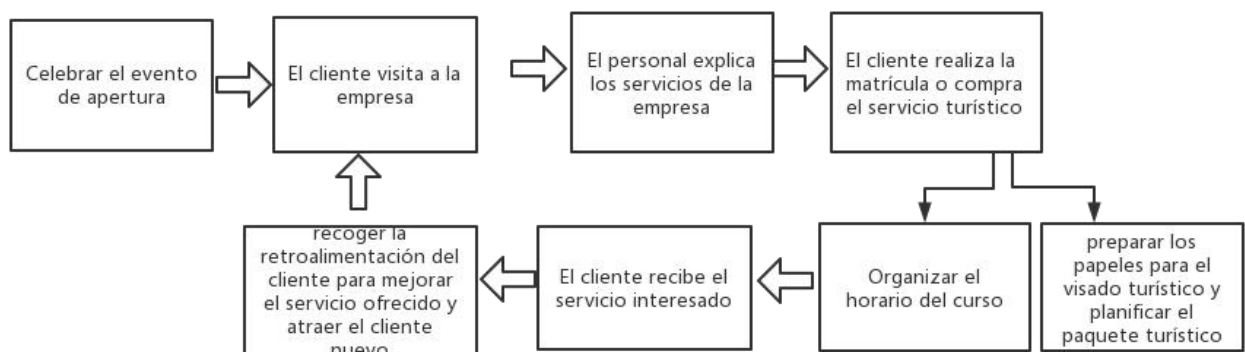 Celebrar el evento
de apertura
El cliente visita a la
empresa
El personal explica
los servicios de la
empresa
El cliente realiza la
matrícula o compra
el servicio turístico
recoger la
retroalimentación del
cliente para mejorar
el servicio ofrecido y
atraer el cliente
nuevo
El cliente recibe el
servicio interesado
Organizar el
horario del curso
preparar los
papeles para el
visado turístico y
planificar el
paquete turístico